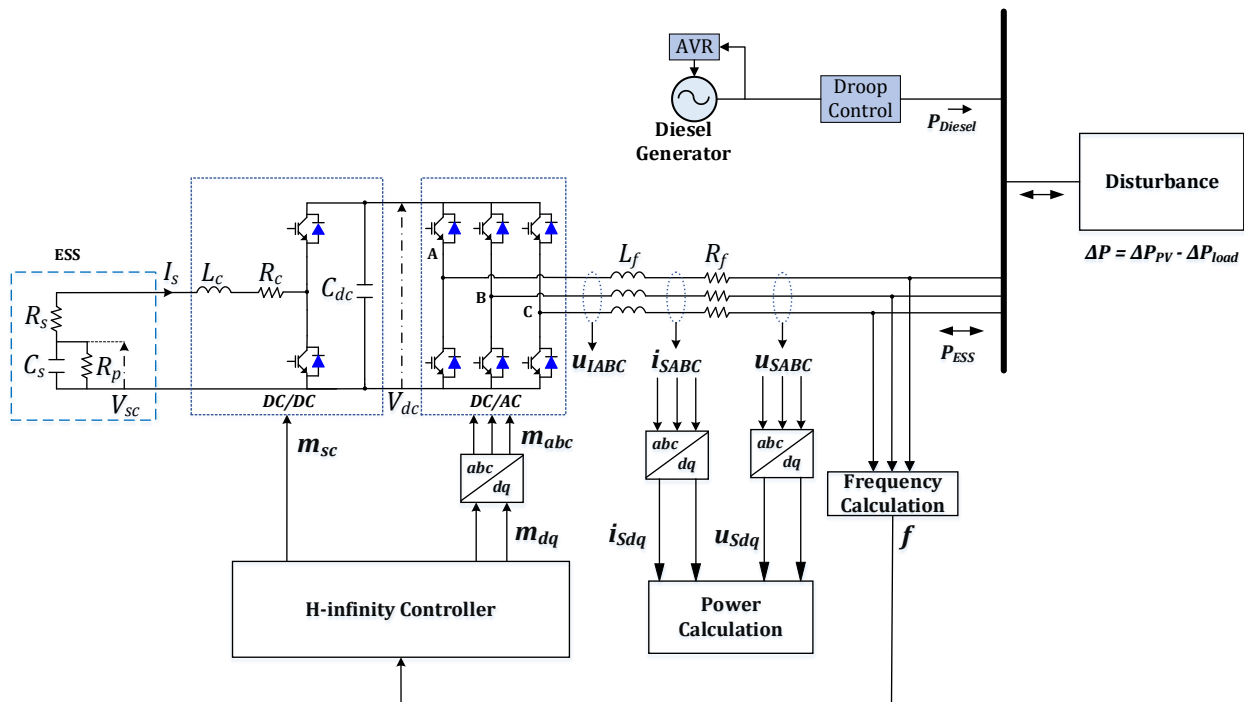 AVR
Droop
Control
Diesel
Generator
P_Diesel
Disturbance
ΔP = ΔP_PV - ΔP_load
ESS
I_s
L_c
R_c
C_dc
R_s
C_s
R_p
V_sc
V_dc
DC/DC
DC/AC
A
B
C
L_f
R_f
P_ESS
u_IABC
i_SABC
u_SABC
m_sc
m_abc
abc
dq
abc
dq
abc
dq
m_dq
i_Sdq
u_Sdq
Frequency
Calculation
f
H-infinity Controller
Power
Calculation